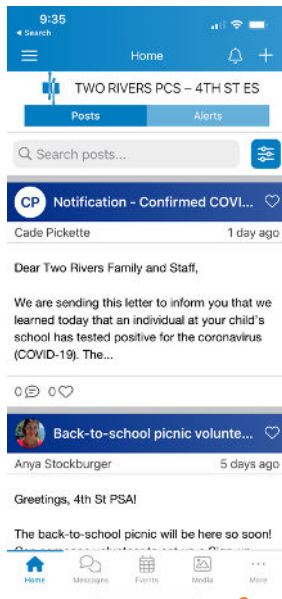 9:35
◂ Search
Home
TWO RIVERS PCS – 4TH ST ES
Posts
Alerts
Search posts...
CP
Notification - Confirmed COVI...
Cade Pickette
1 day ago
Dear Two Rivers Family and Staff,
We are sending this letter to inform you that we
learned today that an individual at your child's
school has tested positive for the coronavirus
(COVID-19). The...
0
0
Back-to-school picnic volunte...
Anya Stockburger
5 days ago
Greetings, 4th St PSA!
The back-to-school picnic will be here so soon!
Home
Messages
Events
Media
More